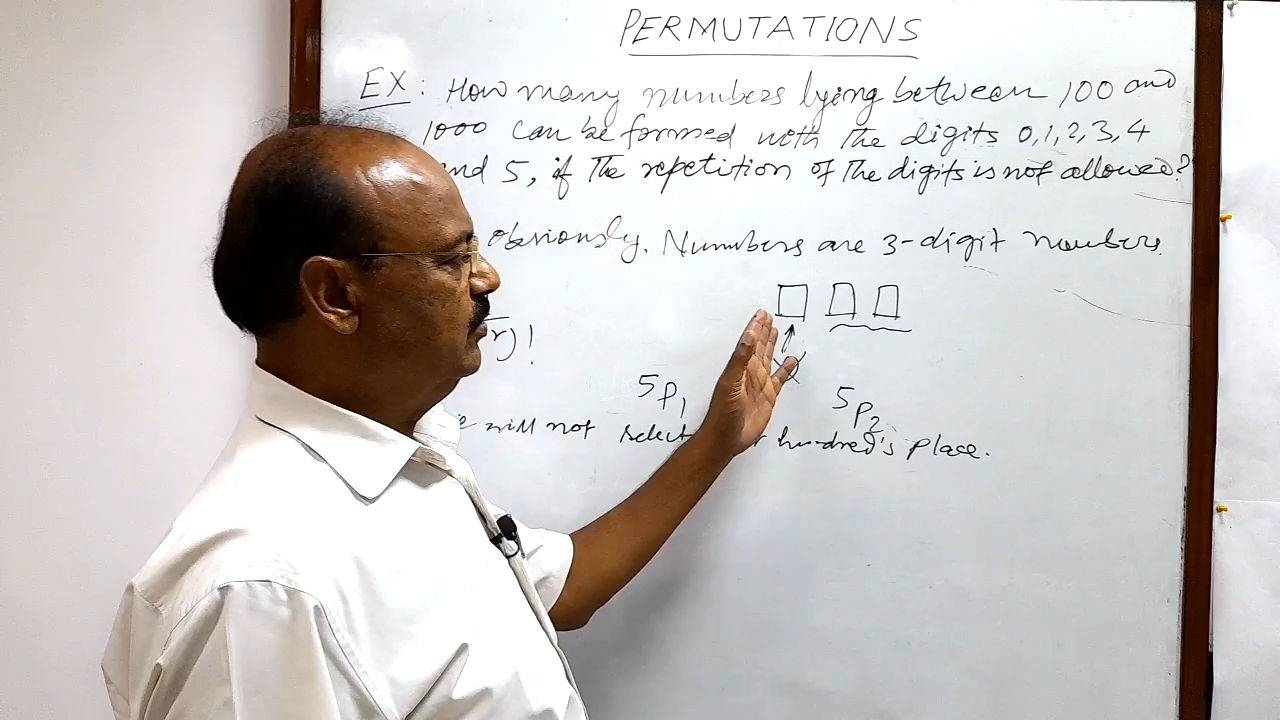 PERMUTATIONS
EX: How many numbers lying between 100 and
1000 can be formed with the digits 0,1,2,3,4
nd 5, if the repetition of the digits is not allowed?
obviously. Numbers are 3-digit numbers.
r)!
5P1 5P2
e will not select r hundred's place.